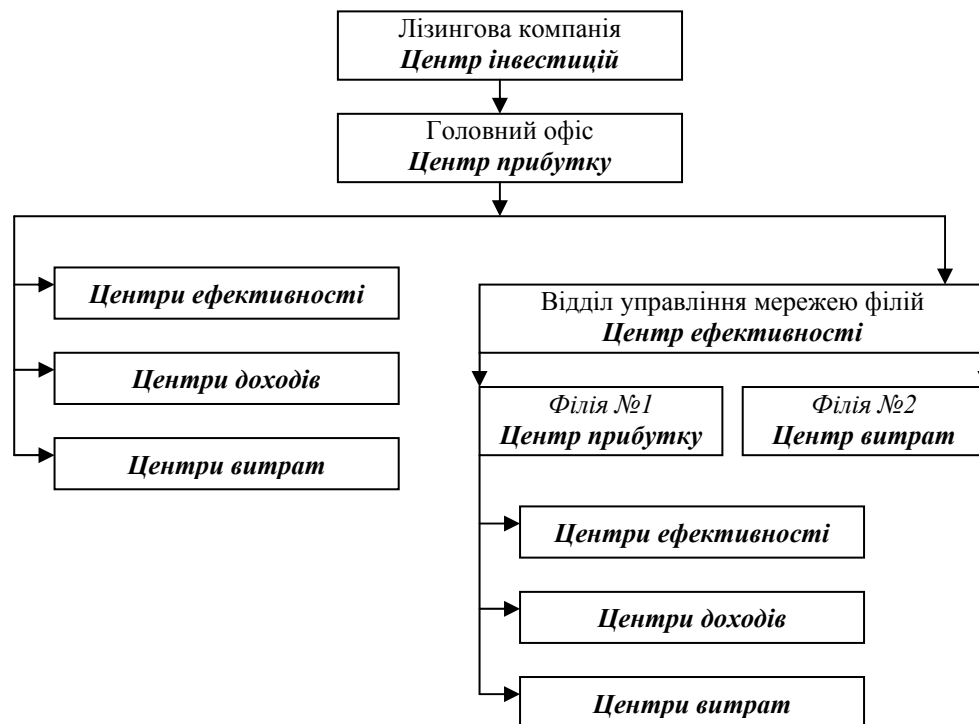 Лізингова компанія
Центр інвестицій
Головний офіс
Центр прибутку
Центри ефективності
Центри доходів
Центри витрат
Відділ управління мережею філій
Центр ефективності
Філія №1
Центр прибутку
Філія №2
Центр витрат
Центри ефективності
Центри доходів
Центри витрат